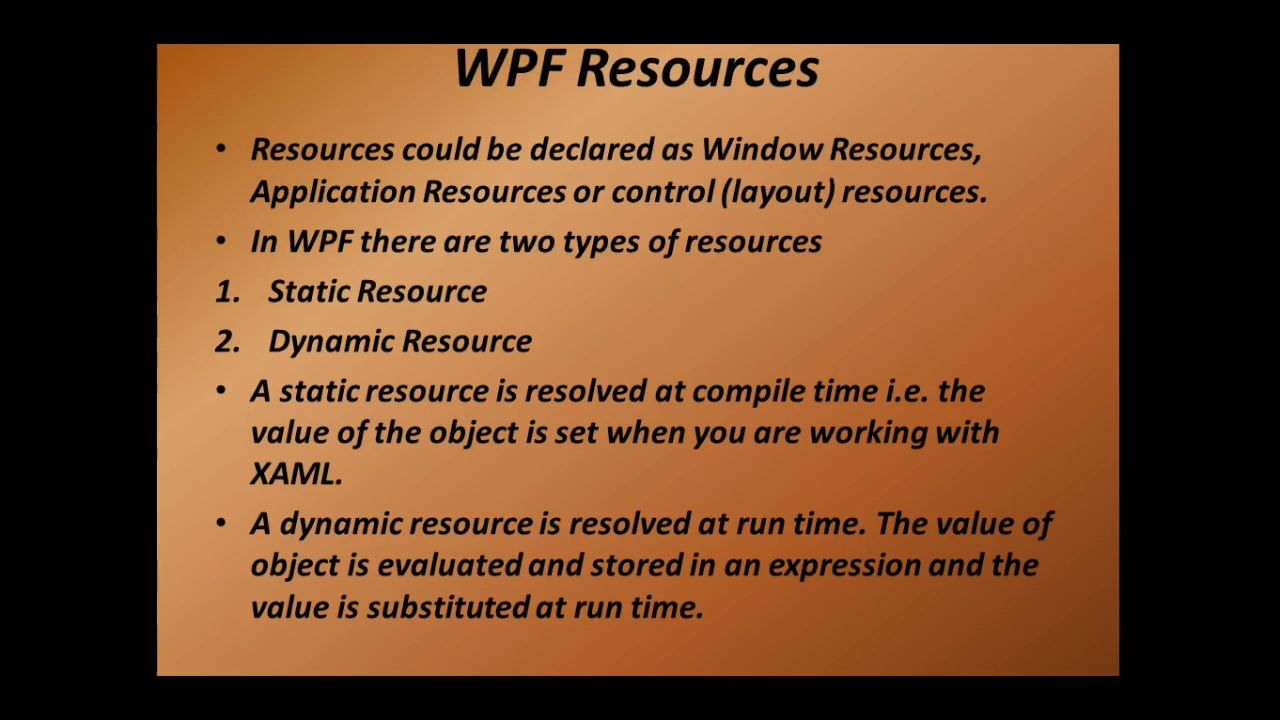 WPF Resources
• Resources could be declared as Window Resources,
Application Resources or control (layout) resources.
• In WPF there are two types of resources
1. Static Resource
2. Dynamic Resource
• A static resource is resolved at compile time i.e. the
value of the object is set when you are working with
XAML.
• A dynamic resource is resolved at run time. The value of
object is evaluated and stored in an expression and the
value is substituted at run time.